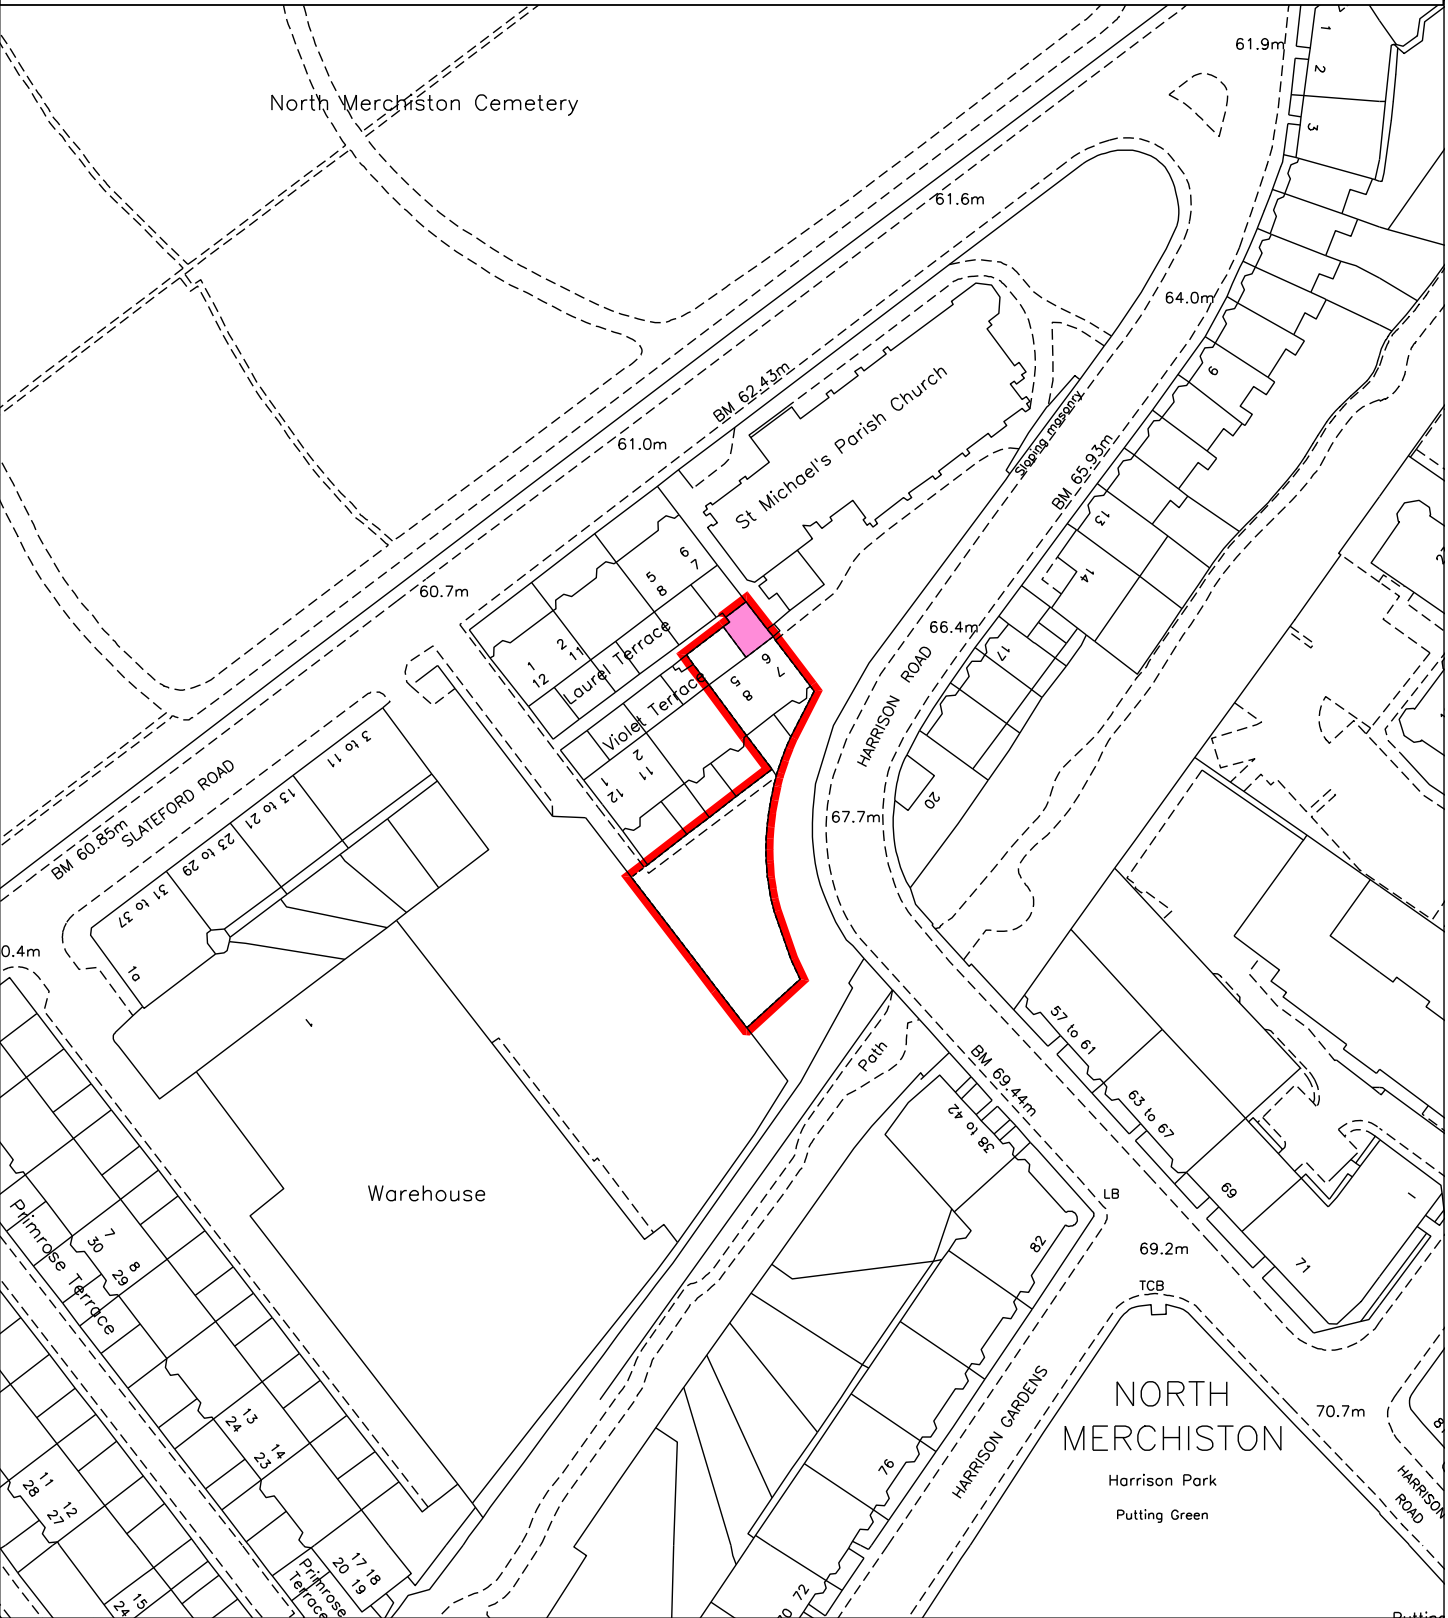 61.9m
1
2
3
North Merchiston Cemetery
61.6m
64.0m
9
BM 62.43m
St Michael's Parish Church
Sloping masonry
BM 65.93m
61.0m
13
14
60.7m
6
7
5
8
2
11
1
12
Laurel Terrace
66.4m
17
HARRISON ROAD
Violet Terrace
6
7
5
8
2
11
1
12
20
67.7m
SLATEFORD ROAD
BM 60.85m
3 to 11
13 to 21
23 to 29
31 to 37
1a
0.4m
1
Path
57 to 61
BM 69.44m
63 to 67
38 to 42
69
71
LB
82
69.2m
TCB
Warehouse
Primrose Terrace
7
30
8
29
13
24
14
23
11
28
12
27
17 18
20 19
15
24
Primrose
Terrace
76
72
HARRISON GARDENS
NORTH
MERCHISTON
Harrison Park
Putting Green
70.7m
HARRISON
ROAD